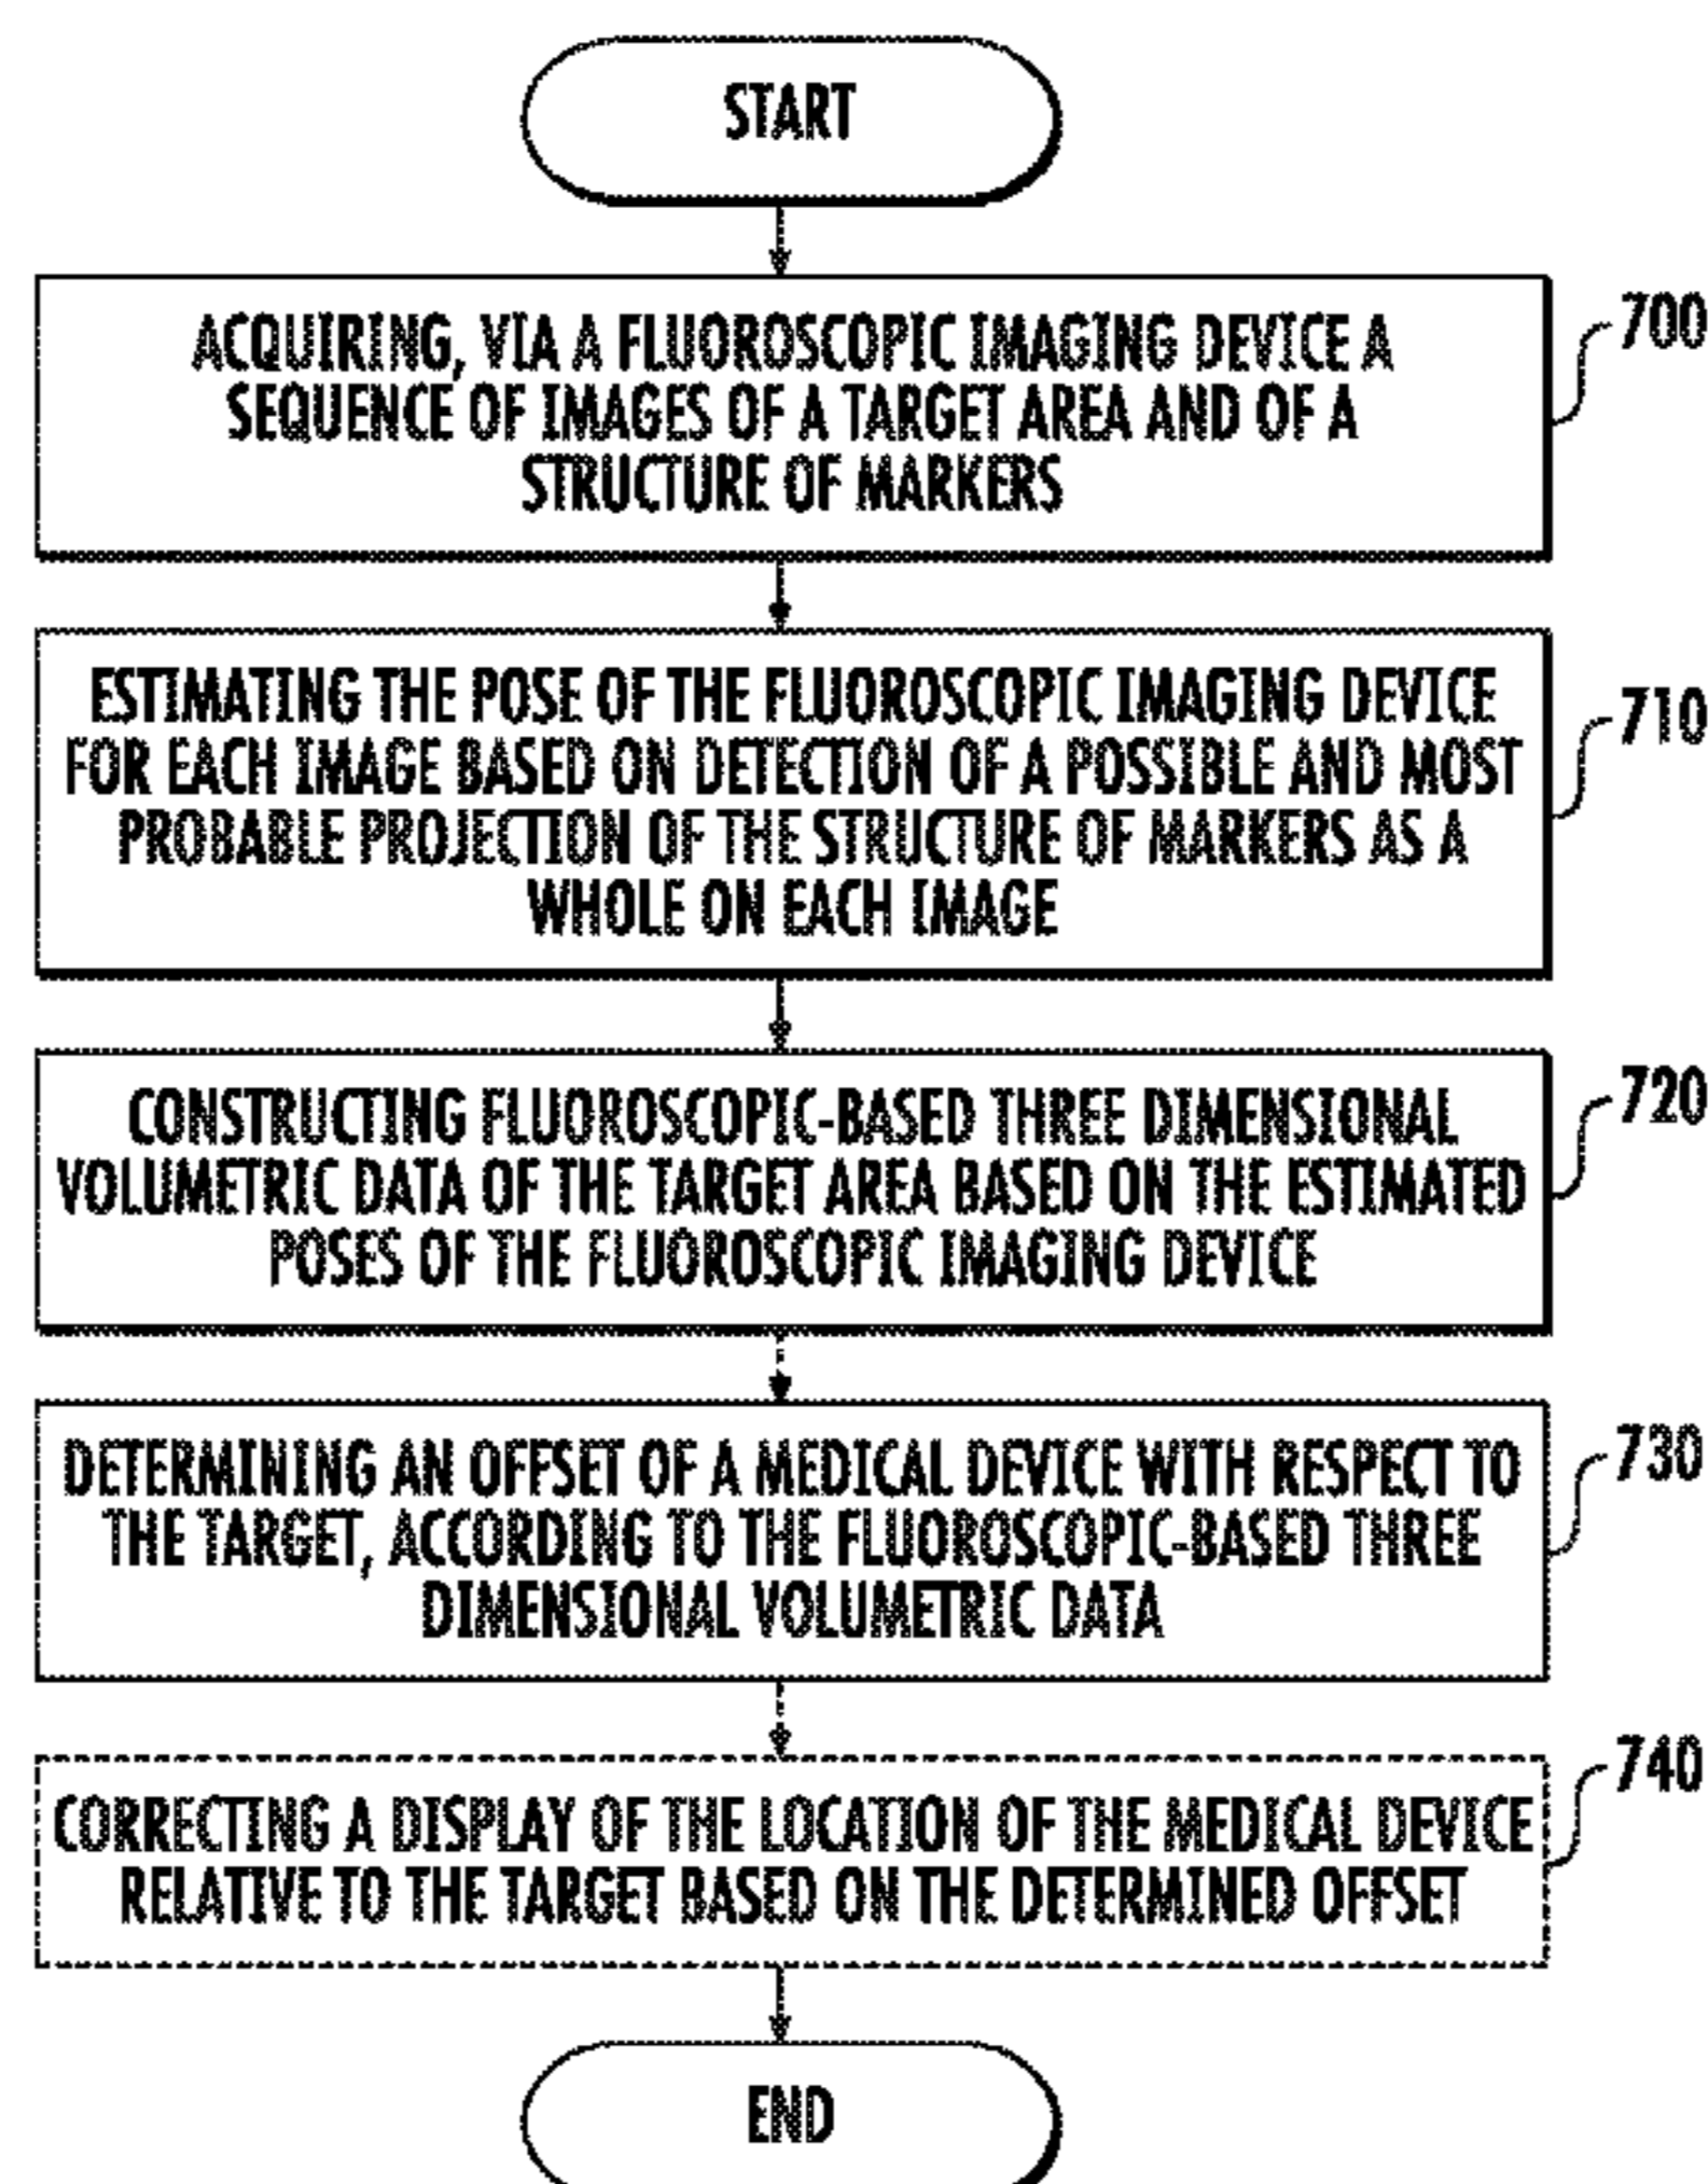 START
ACQUIRING, VIA A FLUOROSCOPIC IMAGING DEVICE A
SEQUENCE OF IMAGES OF A TARGET AREA AND OF A
STRUCTURE OF MARKERS
700
ESTIMATING THE POSE OF THE FLUOROSCOPIC IMAGING DEVICE
FOR EACH IMAGE BASED ON DETECTION OF A POSSIBLE AND MOST
PROBABLE PROJECTION OF THE STRUCTURE OF MARKERS AS A
WHOLE ON EACH IMAGE
710
CONSTRUCTING FLUOROSCOPIC-BASED THREE DIMENSIONAL
VOLUMETRIC DATA OF THE TARGET AREA BASED ON THE ESTIMATED
POSES OF THE FLUOROSCOPIC IMAGING DEVICE
720
DETERMINING AN OFFSET OF A MEDICAL DEVICE WITH RESPECT TO
THE TARGET, ACCORDING TO THE FLUOROSCOPIC-BASED THREE
DIMENSIONAL VOLUMETRIC DATA
730
CORRECTING A DISPLAY OF THE LOCATION OF THE MEDICAL DEVICE
RELATIVE TO THE TARGET BASED ON THE DETERMINED OFFSET
740
END